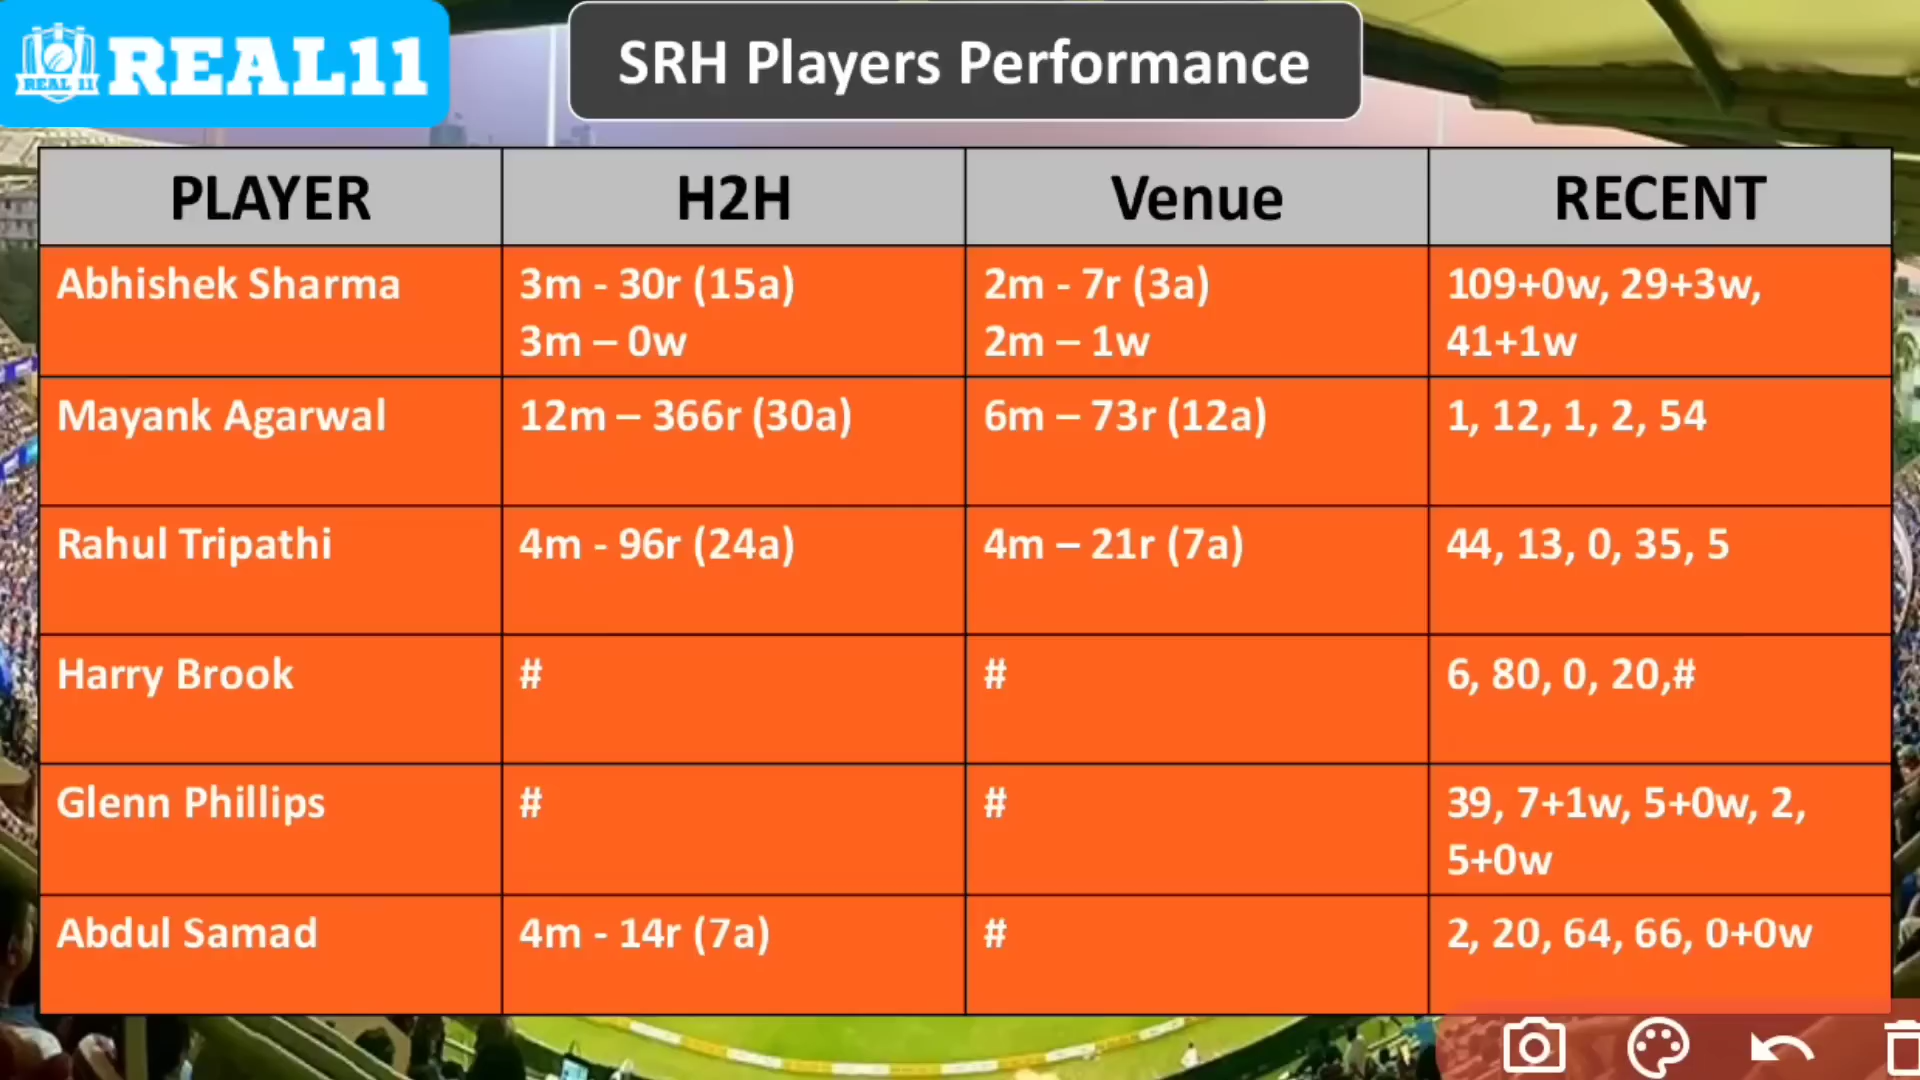 REAL 11
REAL11
SRH Players Performance
PLAYER H2H Venue RECENT
Abhishek Sharma 3m - 30r (15a) 2m - 7r (3a) 109+0w, 29+3w,
3m – 0w 2m – 1w 41+1w
Mayank Agarwal 12m – 366r (30a) 6m – 73r (12a) 1, 12, 1, 2, 54
Rahul Tripathi 4m - 96r (24a) 4m – 21r (7a) 44, 13, 0, 35, 5
Harry Brook # # 6, 80, 0, 20,#
Glenn Phillips # # 39, 7+1w, 5+0w, 2,
5+0w
Abdul Samad 4m - 14r (7a) # 2, 20, 64, 66, 0+0w